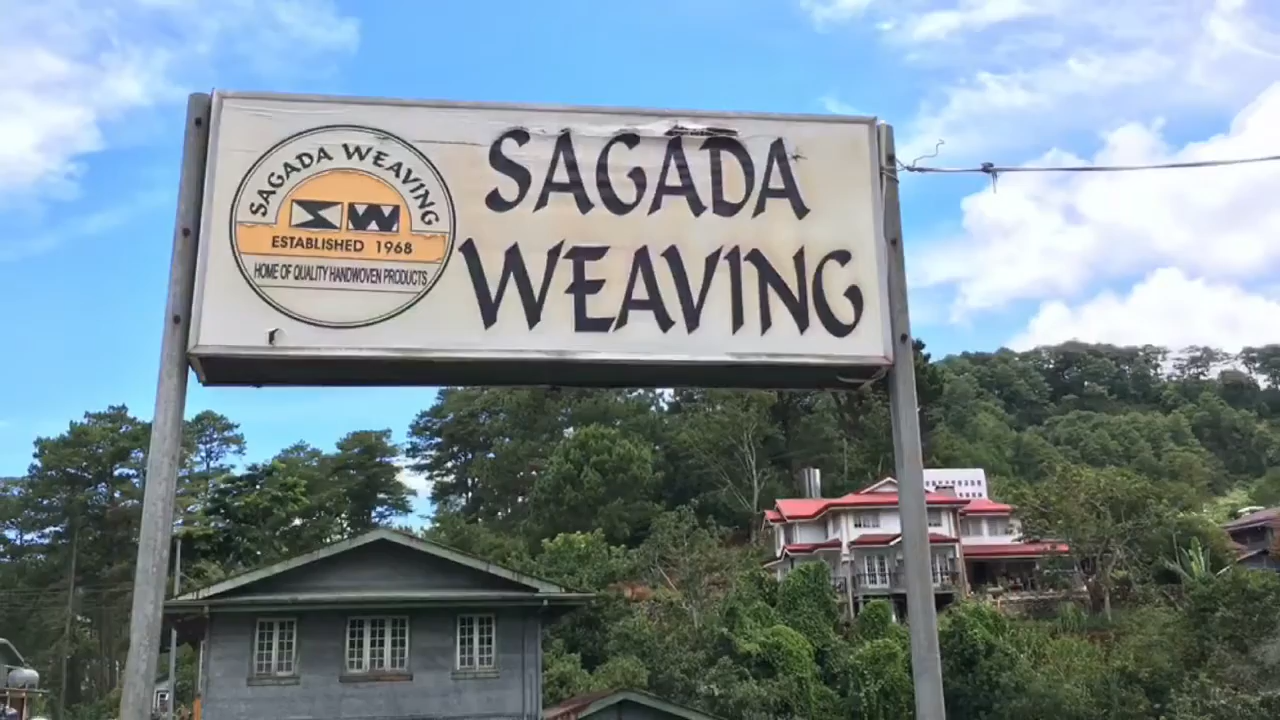 SAGADA WEAVING
SW
ESTABLISHED 1968
HOME OF QUALITY HANDWOVEN PRODUCTS
SAGADA
WEAVING